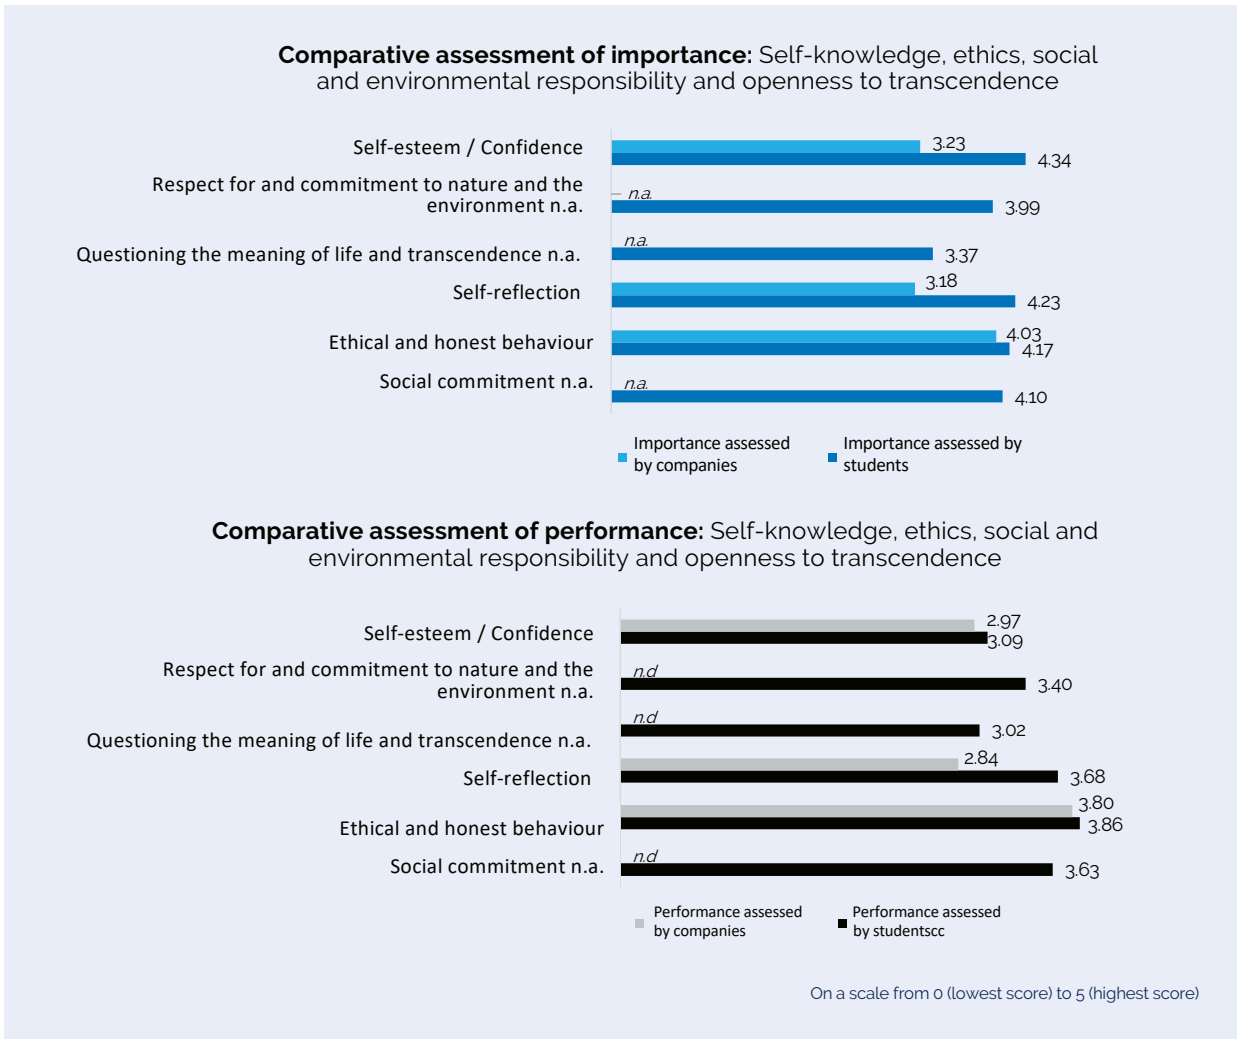 Comparative assessment of importance: Self-knowledge, ethics, social
and environmental responsibility and openness to transcendence
Self-esteem / Confidence
3.23
4.34
Respect for and commitment to nature and the
environment n.a.
n.a.
3.99
Questioning the meaning of life and transcendence n.a.
n.a.
3.37
Self-reflection
3.18
4.23
Ethical and honest behaviour
4.03
4.17
Social commitment n.a.
n.a.
4.10
Importance assessed
by companies
Importance assessed by
students
Comparative assessment of performance: Self-knowledge, ethics, social and
environmental responsibility and openness to transcendence
Self-esteem / Confidence
2.97
3.09
Respect for and commitment to nature and the
environment n.a.
n.d
3.40
Questioning the meaning of life and transcendence n.a.
n.d
3.02
Self-reflection
2.84
3.68
Ethical and honest behaviour
3.80
3.86
Social commitment n.a.
n.d
3.63
Performance assessed
by companies
Performance assessed
by studentscc
On a scale from 0 (lowest score) to 5 (highest score)